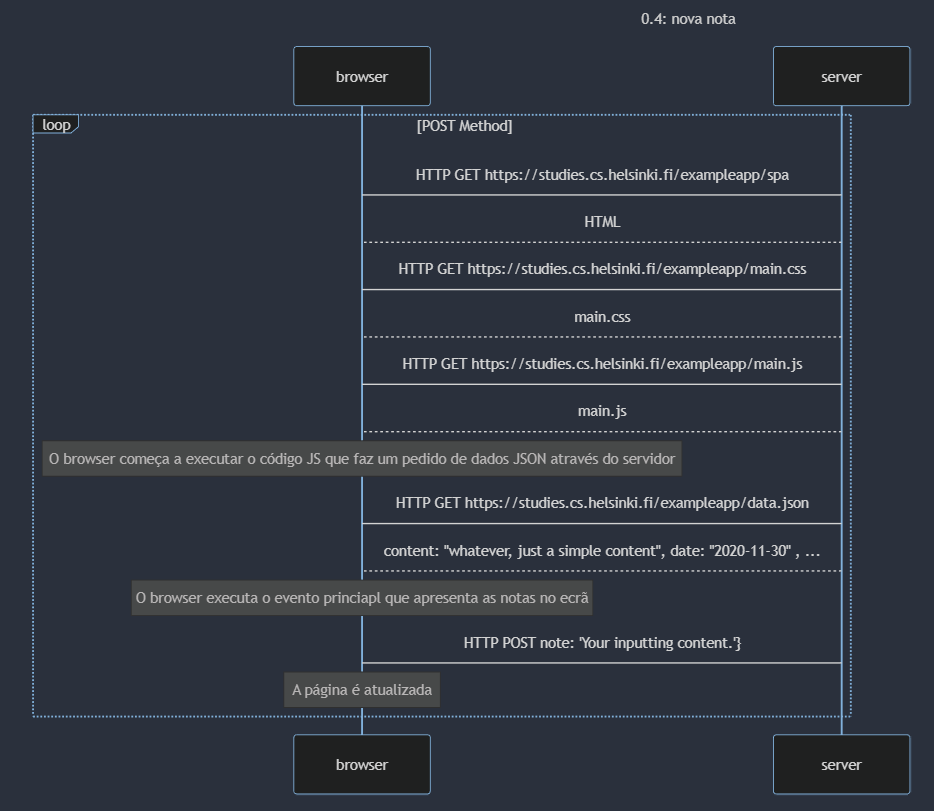 0.4: nova nota
browser
server
loop
[POST Method]
HTTP GET https://studies.cs.helsinki.fi/exampleapp/spa
HTML
HTTP GET https://studies.cs.helsinki.fi/exampleapp/main.css
main.css
HTTP GET https://studies.cs.helsinki.fi/exampleapp/main.js
main.js
O browser começa a executar o código JS que faz um pedido de dados JSON através do servidor
HTTP GET https://studies.cs.helsinki.fi/exampleapp/data.json
content: "whatever, just a simple content", date: "2020-11-30" , ...
O browser executa o evento princiapl que apresenta as notas no ecrã
HTTP POST note: 'Your inputting content.'}
A página é atualizada
browser
server